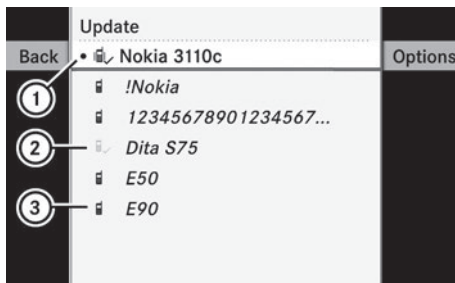 Update
Back • Nokia 3110c Options
!Nokia
12345678901234567...
Dita S75
E50
E90
1
2
3